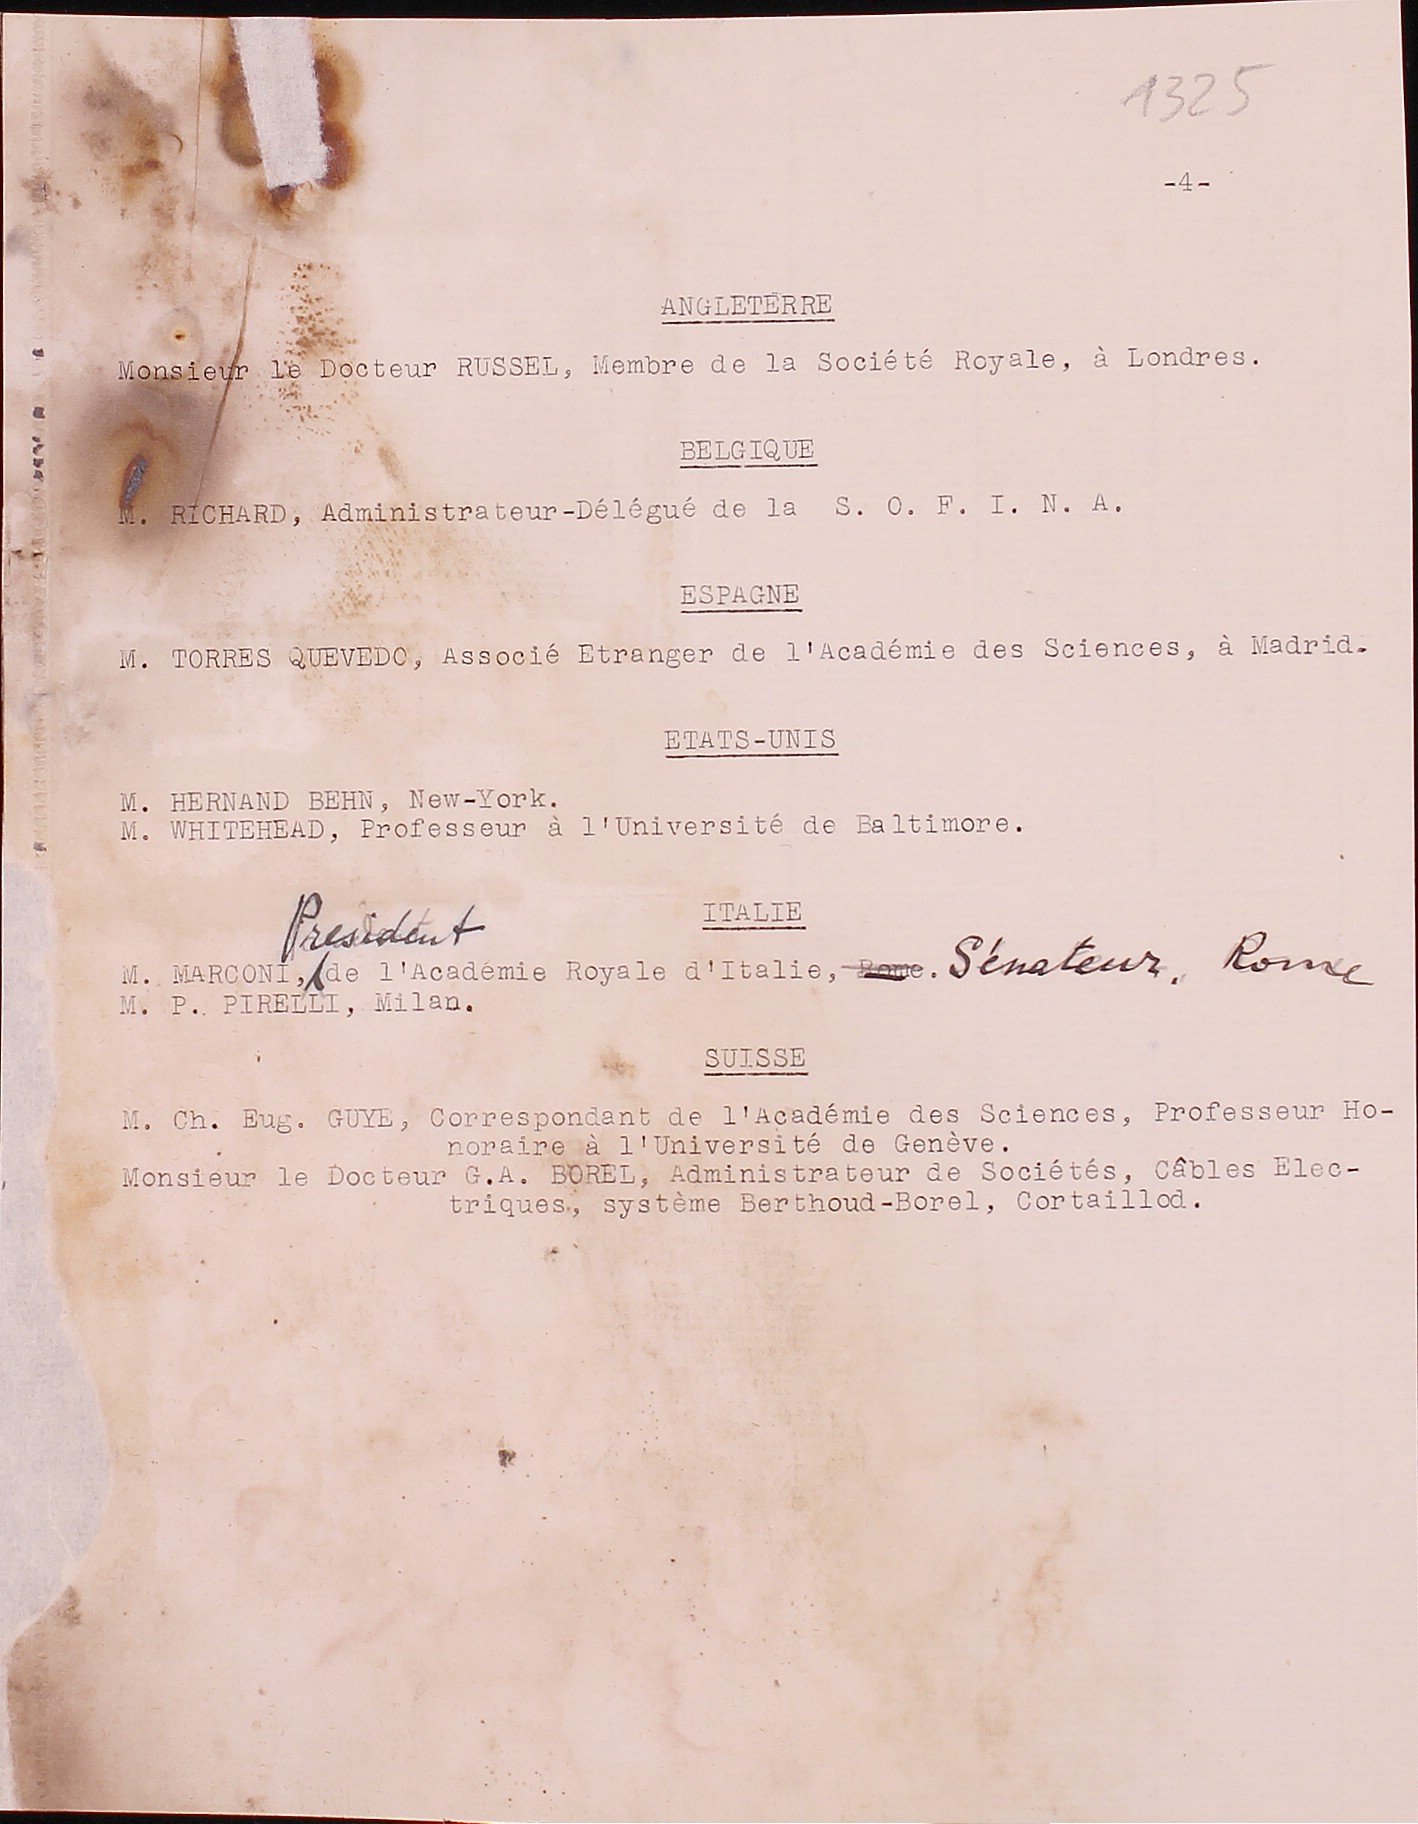 1325
-4-
ANGLETERRE
Monsieur le Docteur RUSSEL, Membre de la Société Royale, à Londres.
BELGIQUE
M. RICHARD, Administrateur-Délégué de la S. O. F. I. N. A.
ESPAGNE
M. TORRES QUEVEDO, Associé Etranger de l'Académie des Sciences, à Madrid.
ETATS-UNIS
M. HERNAND BEHN, New-York.
M. WHITEHEAD, Professeur à l'Université de Baltimore.
ITALIE
President
M. MARCONI, de l'Académie Royale d'Italie, Rome. Sénateur, Rome
M. P. PIRELLI, Milan.
SUISSE
M. Ch. Eug. GUYE, Correspondant de l'Académie des Sciences, Professeur Ho-
noraire à l'Université de Genève.
Monsieur le Docteur G.A. BOREL, Administrateur de Sociétés, Câbles Elec-
triques, système Berthoud-Borel, Cortaillod.